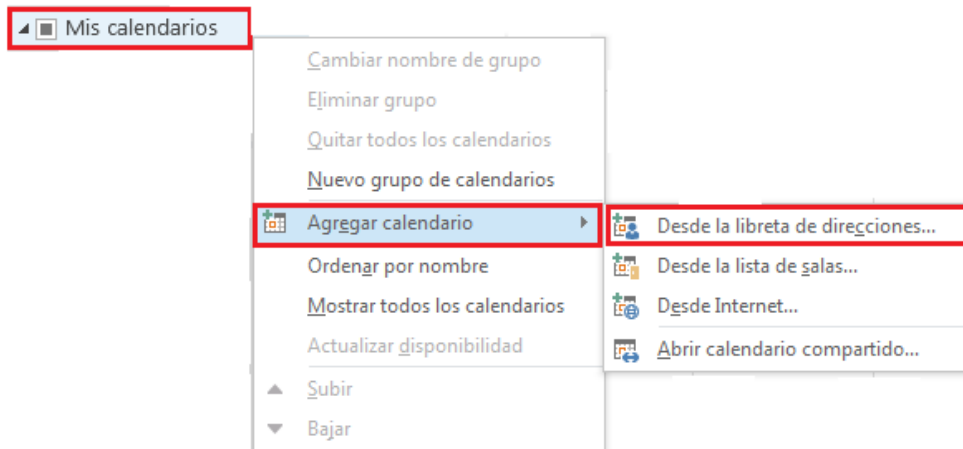 Mis calendarios
Cambiar nombre de grupo
Eliminar grupo
Quitar todos los calendarios
Nuevo grupo de calendarios
Agregar calendario
Desde la libreta de direcciones...
Desde la lista de salas...
Desde Internet...
Abrir calendario compartido...
Ordenar por nombre
Mostrar todos los calendarios
Actualizar disponibilidad
Subir
Bajar